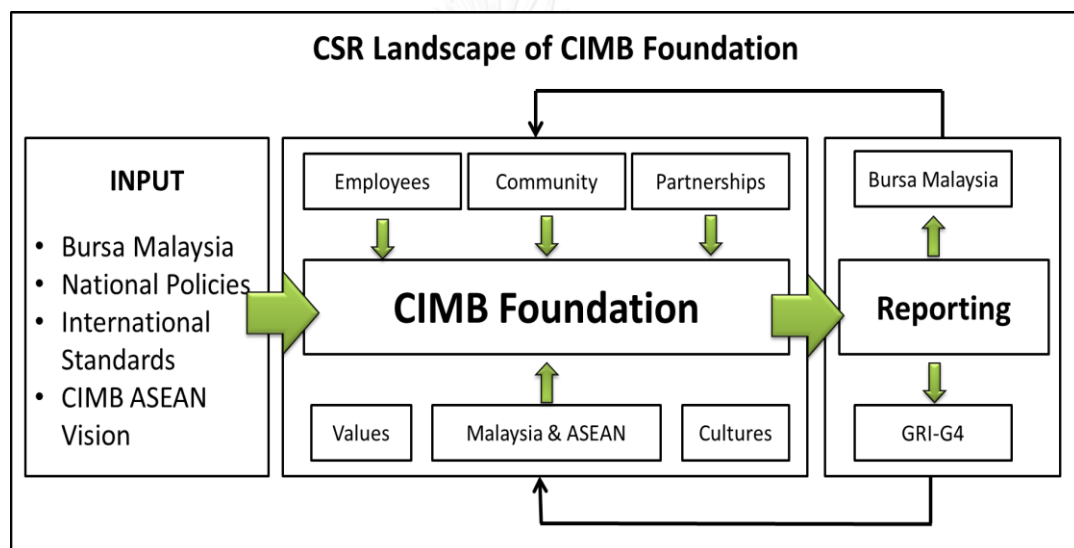 CSR Landscape of CIMB Foundation
INPUT
• Bursa Malaysia
• National Policies
• International
Standards
• CIMB ASEAN
Vision
Employees
Community
Partnerships
CIMB Foundation
Values
Malaysia & ASEAN
Cultures
Bursa Malaysia
Reporting
GRI-G4